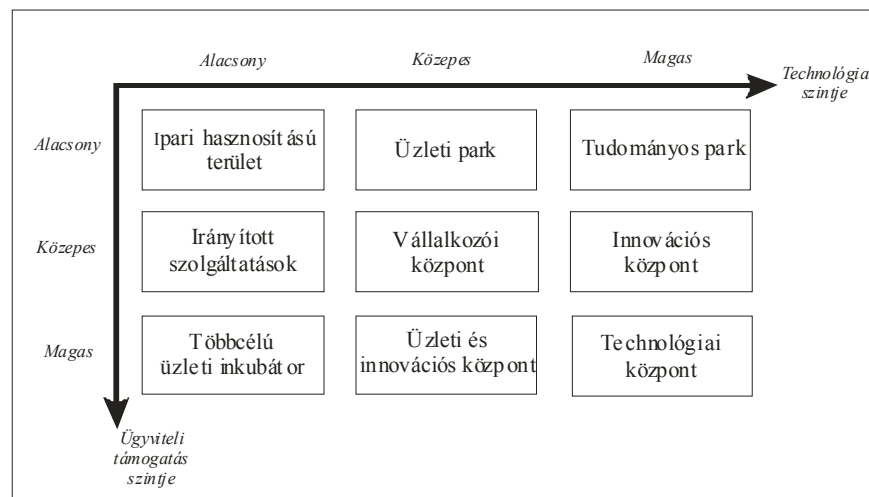 Alacsony
Közepes
Magas
Technológia
szintje
Alacsony
Ipari hasznosítású
terület
Üzleti park
Tudományos park
Közepes
Irányított
szolgáltatások
Vállalkozói
központ
Innovációs
központ
Magas
Többcélú
üzleti inkubátor
Üzleti és
innovációs központ
Technológiai
központ
Ügyviteli
támogatás
szintje